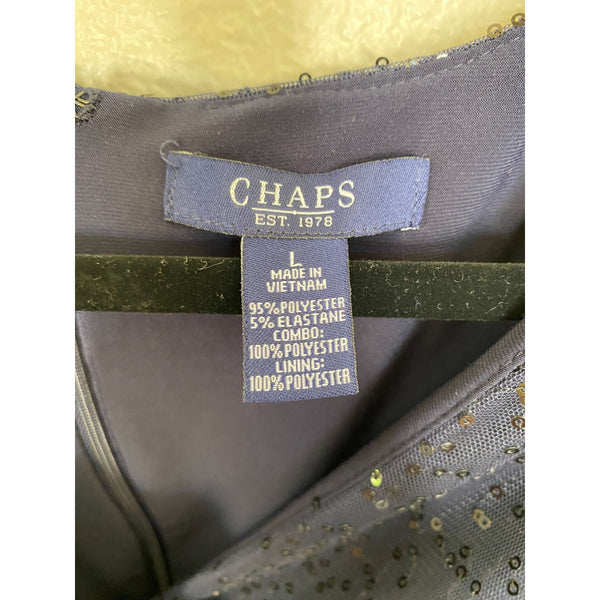 CHAPS
EST. 1978
L
MADE IN
VIETNAM
95% POLYESTER
5% ELASTANE
COMBO:
100% POLYESTER
LINING:
100% POLYESTER